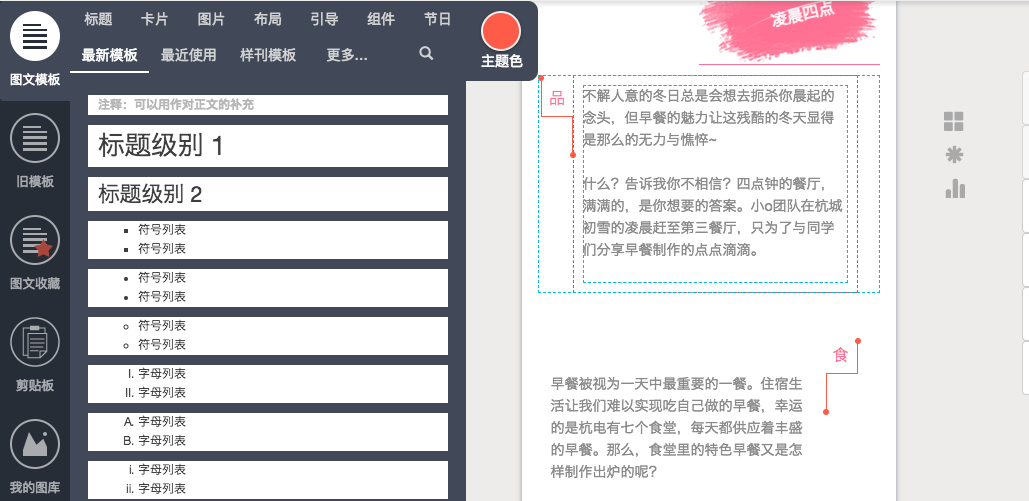 标题 卡片 图片 布局 引导 组件 节日
最新模板 最近使用 样刊模板 更多...
主题色
图文模板
旧模板
图文收藏
剪贴板
我的图库
注释：可以用作对正文的补充
标题级别 1
标题级别 2
▪ 符号列表
▪ 符号列表
• 符号列表
• 符号列表
○ 符号列表
○ 符号列表
I. 字母列表
II. 字母列表
A. 字母列表
B. 字母列表
i. 字母列表
ii. 字母列表
凌晨四点
品
不解人意的冬日总是会想去扼杀你晨起的
念头，但早餐的魅力让这残酷的冬天显得
是那么的无力与憔悴~
什么？告诉我你不相信？四点钟的餐厅，
满满的，是你想要的答案。小o团队在杭城
初雪的凌晨赶至第三餐厅，只为了与同学
们分享早餐制作的点点滴滴。
食
早餐被视为一天中最重要的一餐。住宿生
活让我们难以实现吃自己做的早餐，幸运
的是杭电有七个食堂，每天都供应着丰盛
的早餐。那么，食堂里的特色早餐又是怎
样制作出炉的呢？